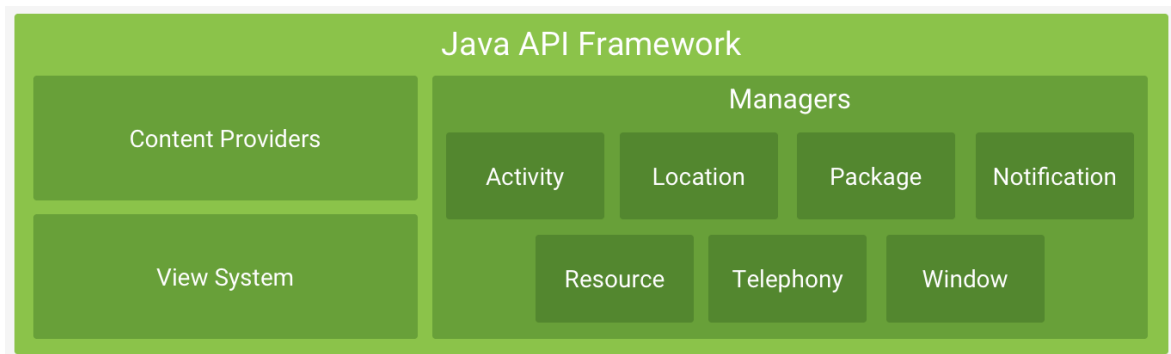 Java API Framework
Content Providers
View System
Managers
Activity
Location
Package
Notification
Resource
Telephony
Window